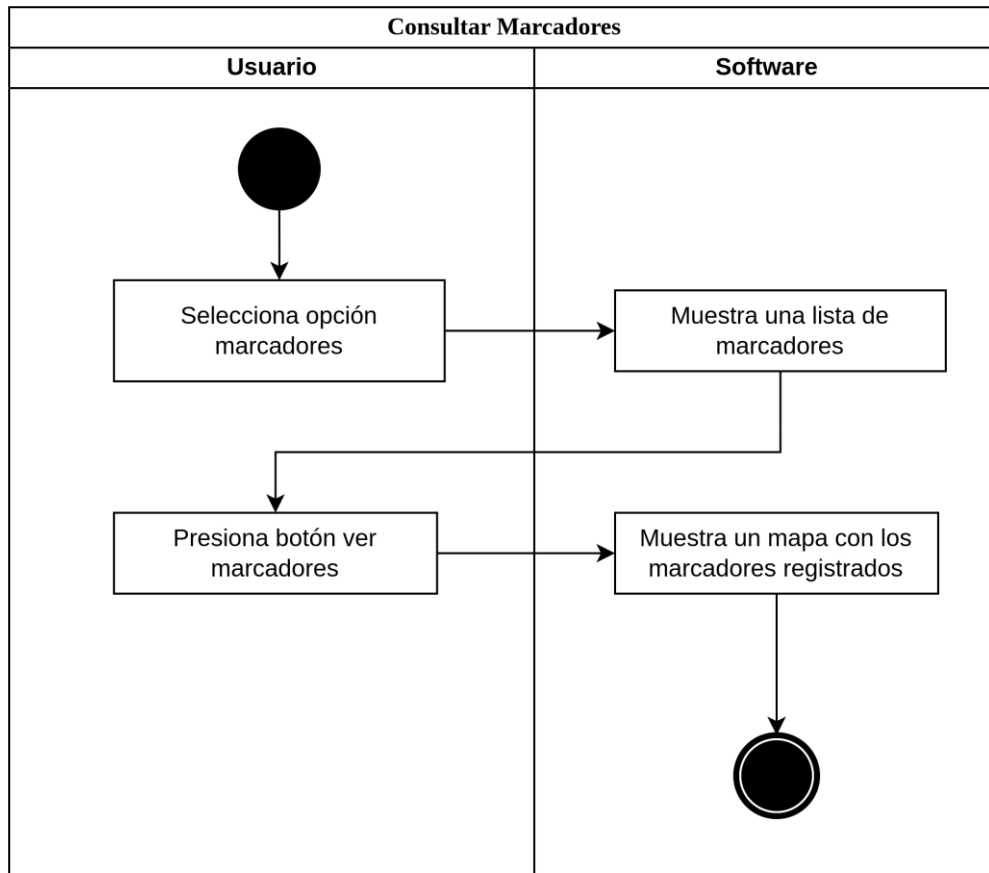 Consultar Marcadores
Usuario
Software
Selecciona opción
marcadores
Muestra una lista de
marcadores
Presiona botón ver
marcadores
Muestra un mapa con los
marcadores registrados